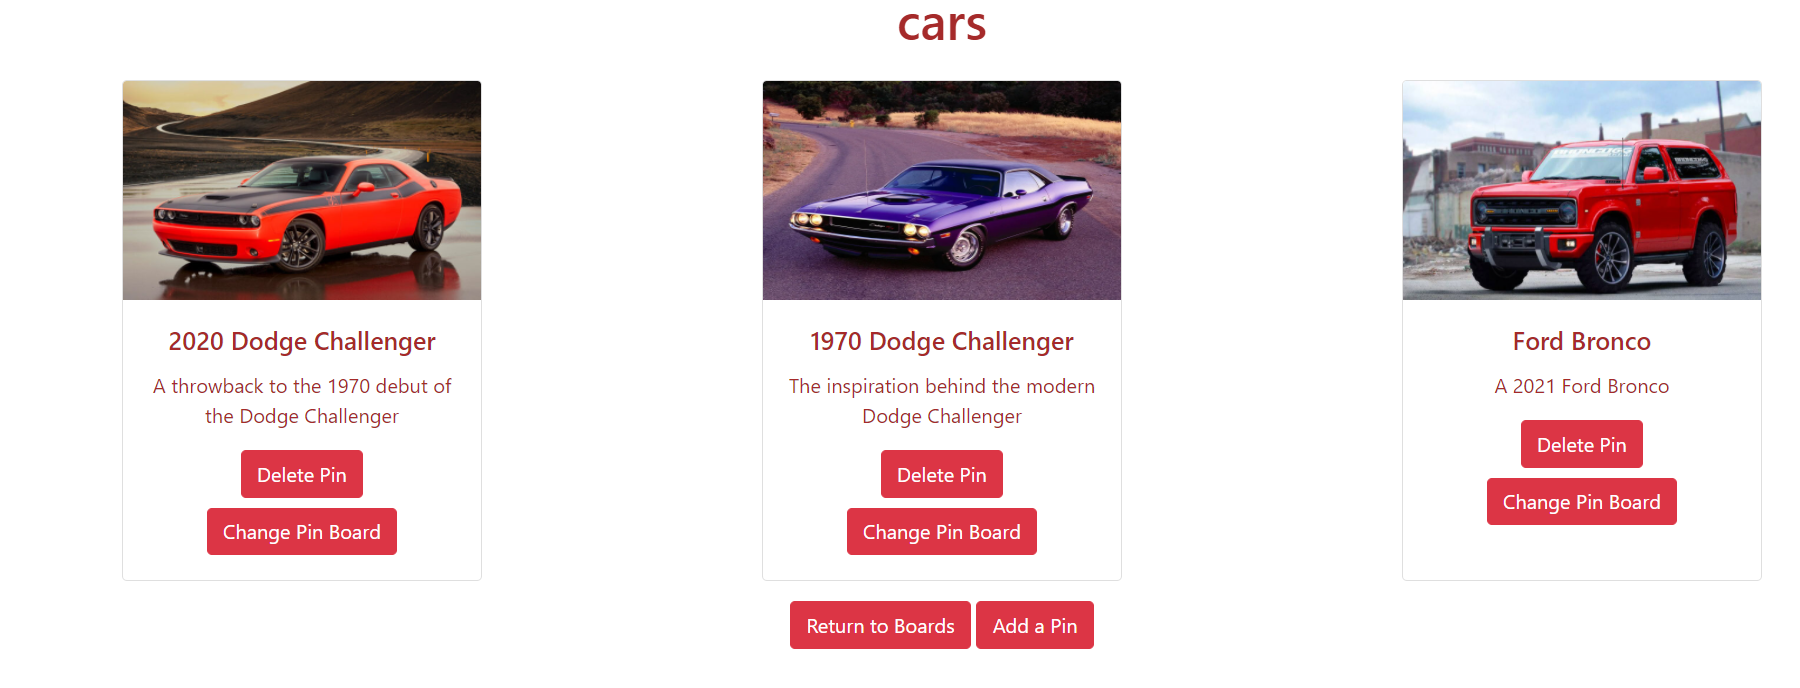 cars
2020 Dodge Challenger
A throwback to the 1970 debut of
the Dodge Challenger
Delete Pin
Change Pin Board
1970 Dodge Challenger
The inspiration behind the modern
Dodge Challenger
Delete Pin
Change Pin Board
Ford Bronco
A 2021 Ford Bronco
Delete Pin
Change Pin Board
Return to Boards
Add a Pin